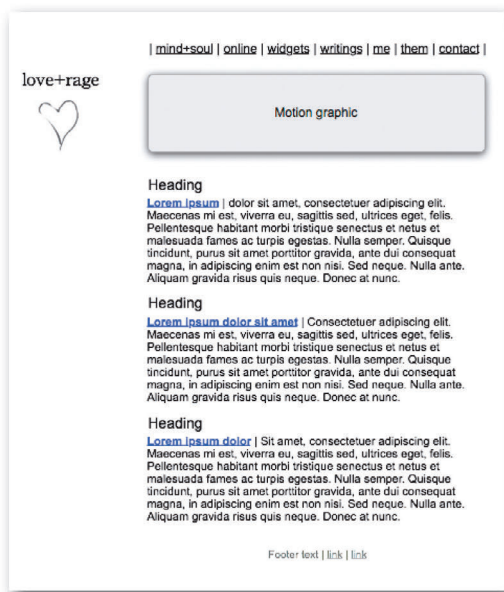 | mind+soul | online | widgets | writings | me | them | contact |
love+rage
Motion graphic
Heading
Lorem ipsum | dolor sit amet, consectetuer adipiscing elit.
Maecenas mi est, viverra eu, sagittis sed, ultrices eget, felis.
Pellentesque habitant morbi tristique senectus et netus et
malesuada fames ac turpis egestas. Nulla semper. Quisque
tincidunt, purus sit amet porttitor gravida, ante dui consequat
magna, in adipiscing enim est non nisi. Sed neque. Nulla ante.
Aliquam gravida risus quis neque. Donec at nunc.
Heading
Lorem ipsum dolor sit amet | Consectetuer adipiscing elit.
Maecenas mi est, viverra eu, sagittis sed, ultrices eget, felis.
Pellentesque habitant morbi tristique senectus et netus et
malesuada fames ac turpis egestas. Nulla semper. Quisque
tincidunt, purus sit amet porttitor gravida, ante dui consequat
magna, in adipiscing enim est non nisi. Sed neque. Nulla ante.
Aliquam gravida risus quis neque. Donec at nunc.
Heading
Lorem ipsum dolor | Sit amet, consectetuer adipiscing elit.
Maecenas mi est, viverra eu, sagittis sed, ultrices eget, felis.
Pellentesque habitant morbi tristique senectus et netus et
malesuada fames ac turpis egestas. Nulla semper. Quisque
tincidunt, purus sit amet porttitor gravida, ante dui consequat
magna, in adipiscing enim est non nisi. Sed neque. Nulla ante.
Aliquam gravida risus quis neque. Donec at nunc.
Footer text | link | link